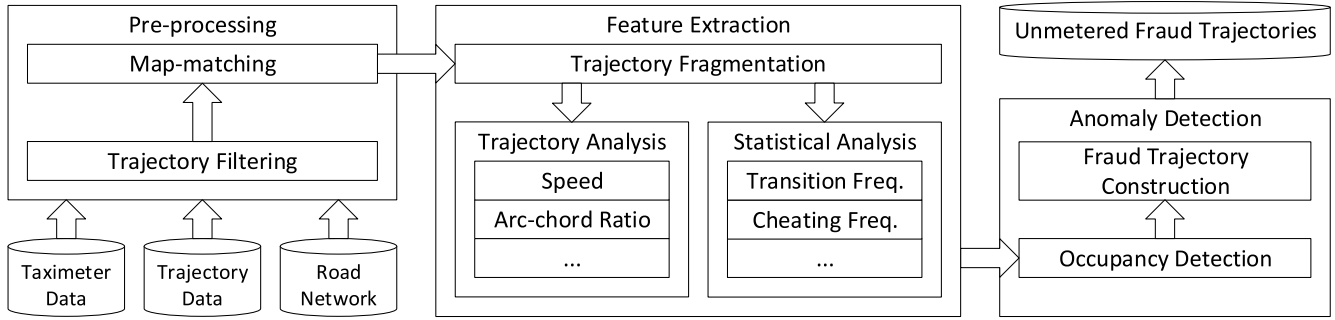 Pre-processing
Map-matching
Trajectory Filtering
Taximeter
Data
Trajectory
Data
Road
Network
Feature Extraction
Trajectory Fragmentation
Trajectory Analysis
Speed
Arc-chord Ratio
...
Statistical Analysis
Transition Freq.
Cheating Freq.
...
Unmetered Fraud Trajectories
Anomaly Detection
Fraud Trajectory
Construction
Occupancy Detection